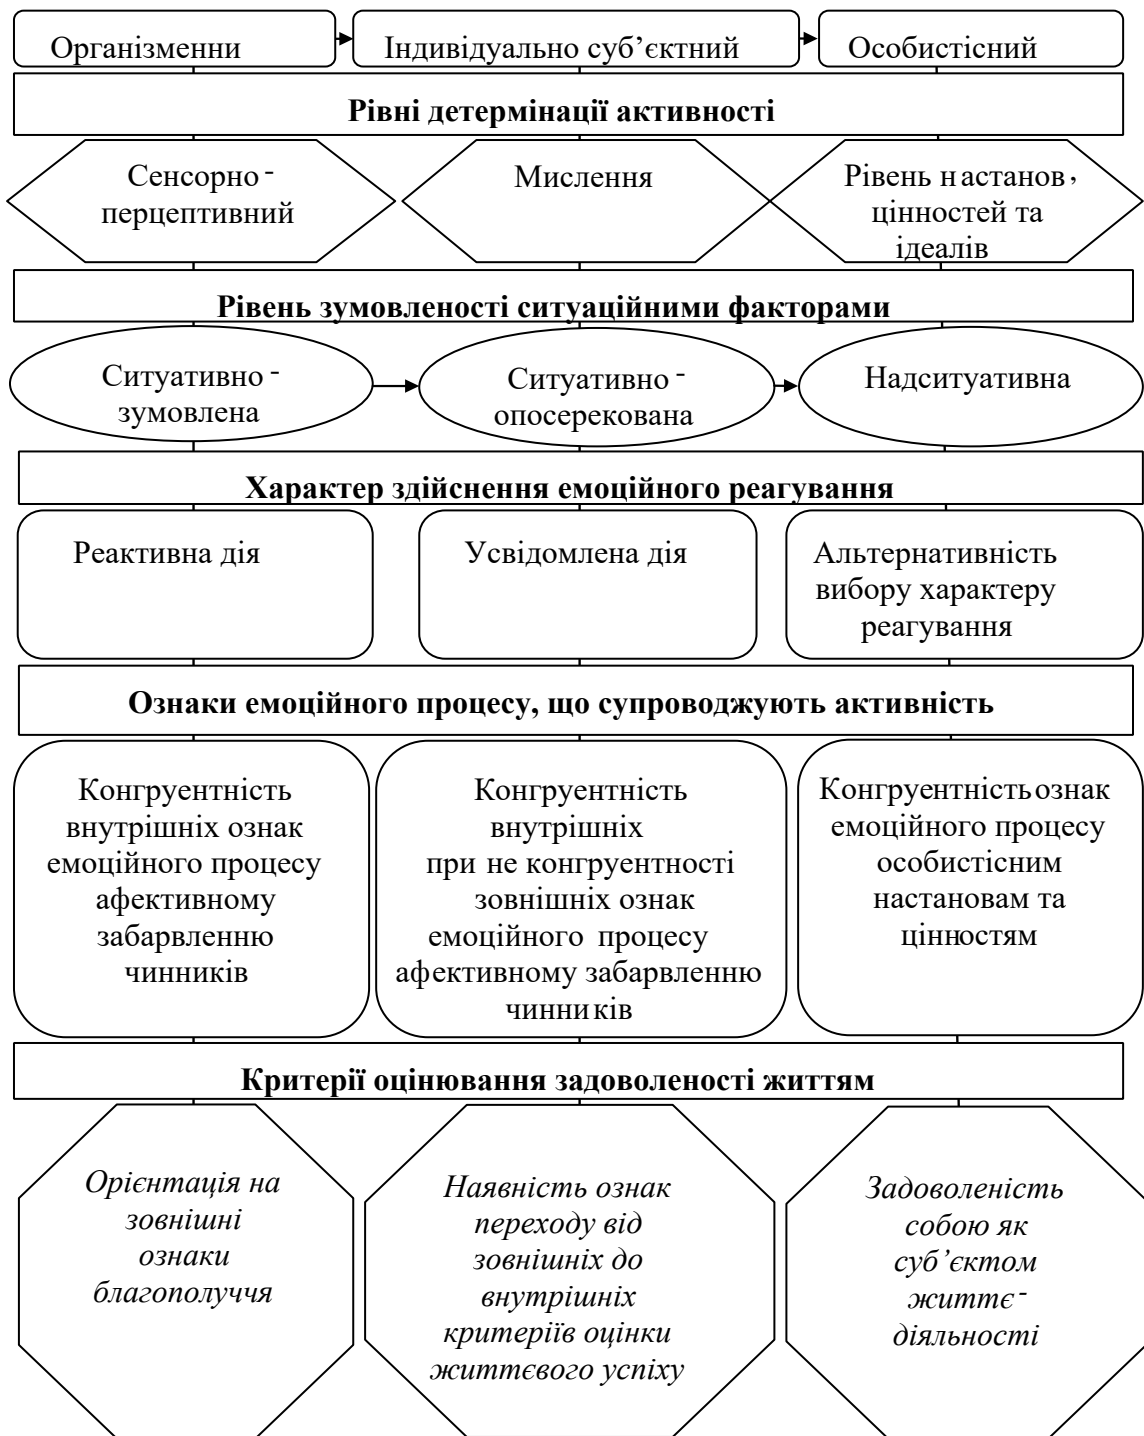 Організменни
Індивідуально суб’єктний
Особистісний
Рівні детермінації активності
Сенсорно-
перцептивний
Мислення
Рівень настанов,
цінностей та
ідеалів
Рівень зумовленості ситуаційними факторами
Ситуативно-
зумовлена
Ситуативно-
опосерекована
Надситуативна
Характер здійснення емоційного реагування
Реактивна дія
Усвідомлена дія
Альтернативність
вибору характеру
реагування
Ознаки емоційного процесу, що супроводжують активність
Конгруентність
внутрішніх ознак
емоційного процесу
афективному
забарвленню
чинників
Конгруентність
внутрішніх
при не конгруентності
зовнішніх ознак
емоційного процесу
афективному забарвленню
чинників
Конгруентність ознак
емоційного процесу
особистісним
настановам та
цінностям
Критерії оцінювання задоволеності життям
Орієнтація на
зовнішні
ознаки
благополуччя
Наявність ознак
переходу від
зовнішніх до
внутрішніх
критеріїв оцінки
життєвого успіху
Задоволеність
собою як
суб’єктом
життє-
діяльності